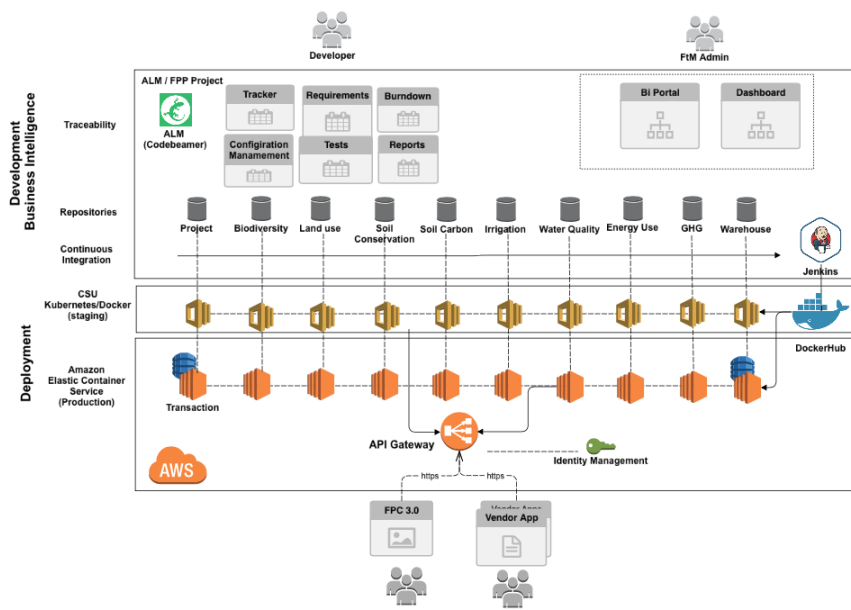 Developer
FtM Admin
Development
Business Intelligence
ALM / FPP Project
Traceability
ALM
(Codebeamer)
Tracker
Requirements
Burndown
Configiration
Manamement
Tests
Reports
Bi Portal
Dashboard
Repositories
Project
Biodiversity
Land use
Soil
Conservation
Soil Carbon
Irrigation
Water Quality
Energy Use
GHG
Warehouse
Continuous
Integration
Jenkins
Deployment
CSU
Kubernetes/Docker
(staging)
DockerHub
Amazon
Elastic Container
Service
(Production)
Transaction
API Gateway
Identity Management
AWS
https
https
FPC 3.0
Vendor Apps
Vendor App